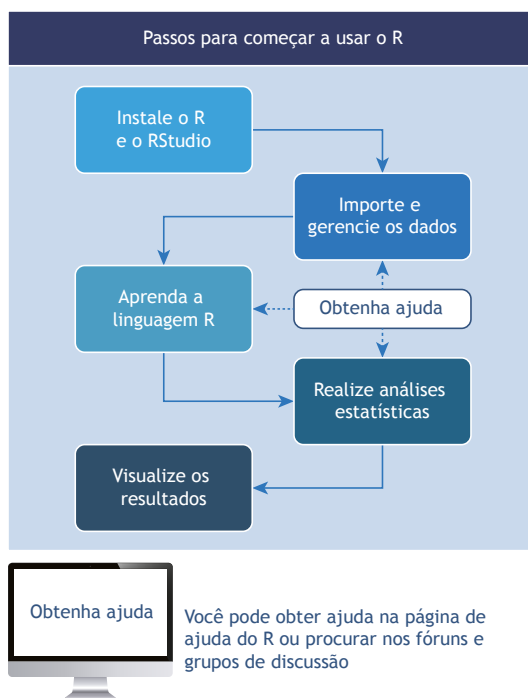 Passos para começar a usar o R
Instale o R
e o RStudio
Importe e
gerencie os dados
Aprenda a
linguagem R
Obtenha ajuda
Realize análises
estatísticas
Visualize os
resultados
Obtenha ajuda
Você pode obter ajuda na página de
ajuda do R ou procurar nos fóruns e
grupos de discussão